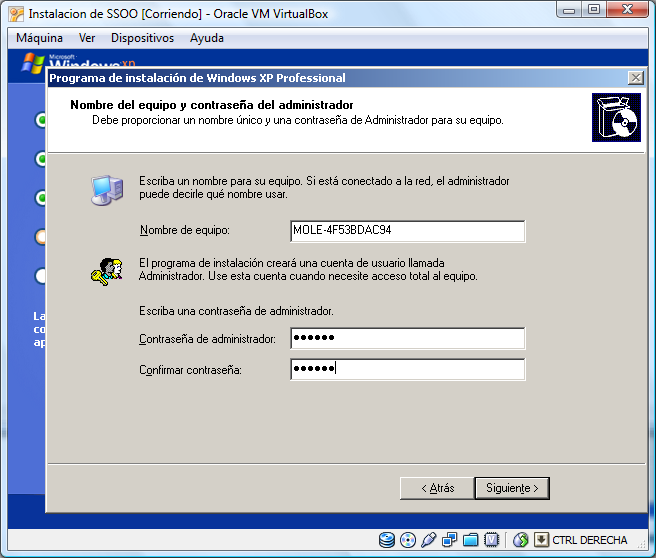 Instalacion de SSOO [Corriendo] - Oracle VM VirtualBox
Máquina Ver Dispositivos Ayuda
Microsoft
Windows xp
Programa de instalación de Windows XP Professional
Nombre del equipo y contraseña del administrador
Debe proporcionar un nombre único y una contraseña de Administrador para su equipo.
Escriba un nombre para su equipo. Si está conectado a la red, el administrador
puede decirle qué nombre usar.
Nombre de equipo: MOLE-4F53BDAC94
El programa de instalación creará una cuenta de usuario llamada
Administrador. Use esta cuenta cuando necesite acceso total al equipo.
Escriba una contraseña de administrador.
Contraseña de administrador: ●●●●●●
Confirmar contraseña: ●●●●●●
La
co
ap
< Atrás Siguiente >
CTRL DERECHA